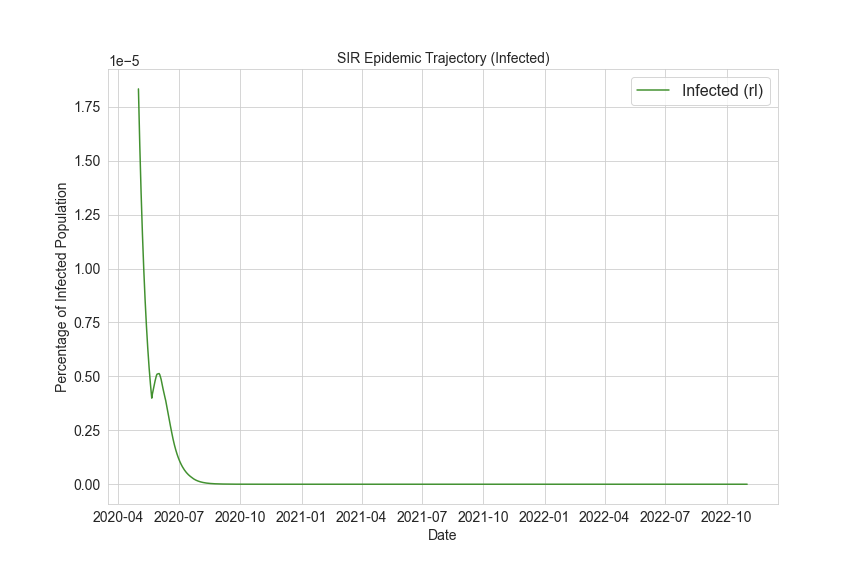 SIR Epidemic Trajectory (Infected)
1e−5
Infected (rI)
1.75
1.50
1.25
1.00
0.75
0.50
0.25
0.00
Percentage of Infected Population
2020-04 2020-07 2020-10 2021-01 2021-04 2021-07 2021-10 2022-01 2022-04 2022-07 2022-10
Date